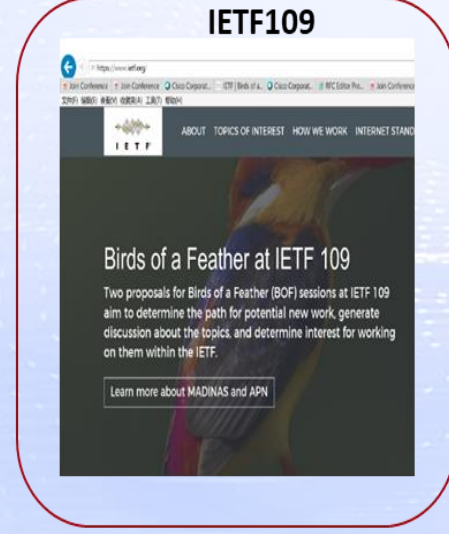 IETF109
https://www.ietf.org/
Join Conference Join Conference Cisco Corporat... IETF | Birds of a... Cisco Corporat... RFC Editor Pro... Join Conference
文件(F) 编辑(E) 查看(V) 收藏夹(A) 工具(T) 帮助(H)
I E T F
ABOUT TOPICS OF INTEREST HOW WE WORK INTERNET STAND
Birds of a Feather at IETF 109
Two proposals for Birds of a Feather (BOF) sessions at IETF 109
aim to determine the path for potential new work, generate
discussion about the topics, and determine interest for working
on them within the IETF.
Learn more about MADINAS and APN